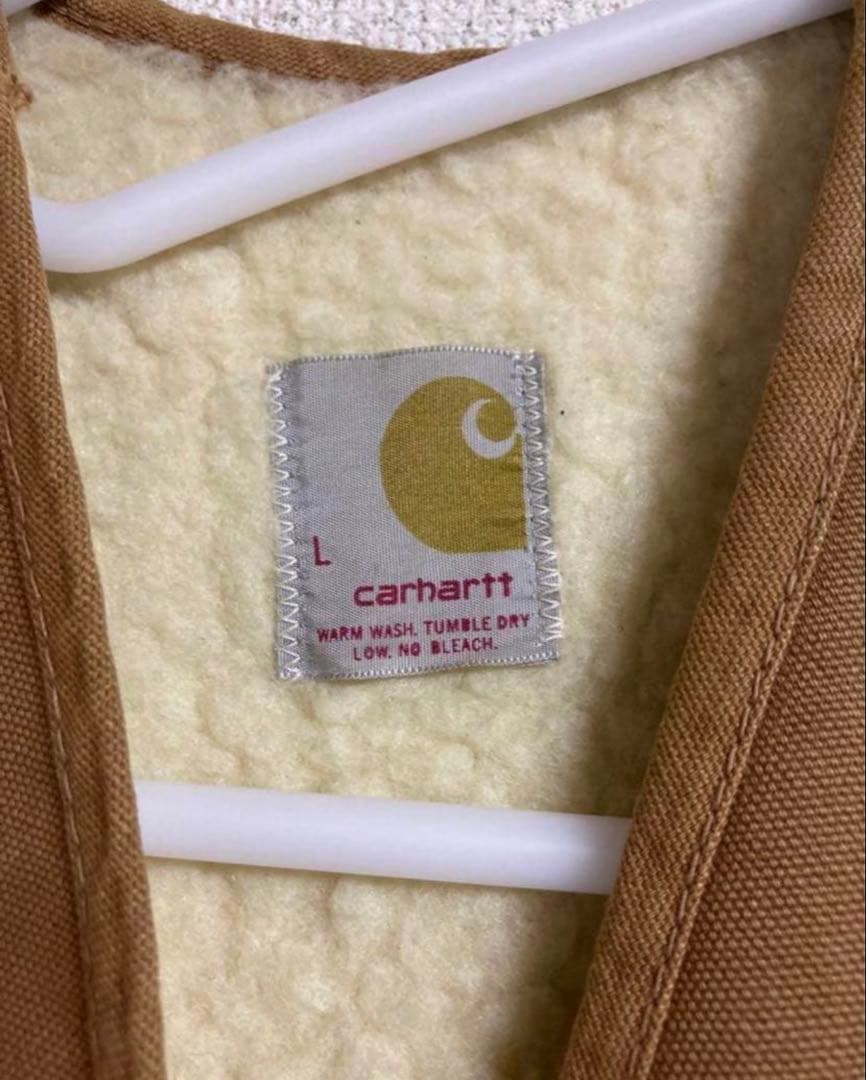 L
carhartt
WARM WASH. TUMBLE DRY
LOW. NO BLEACH.